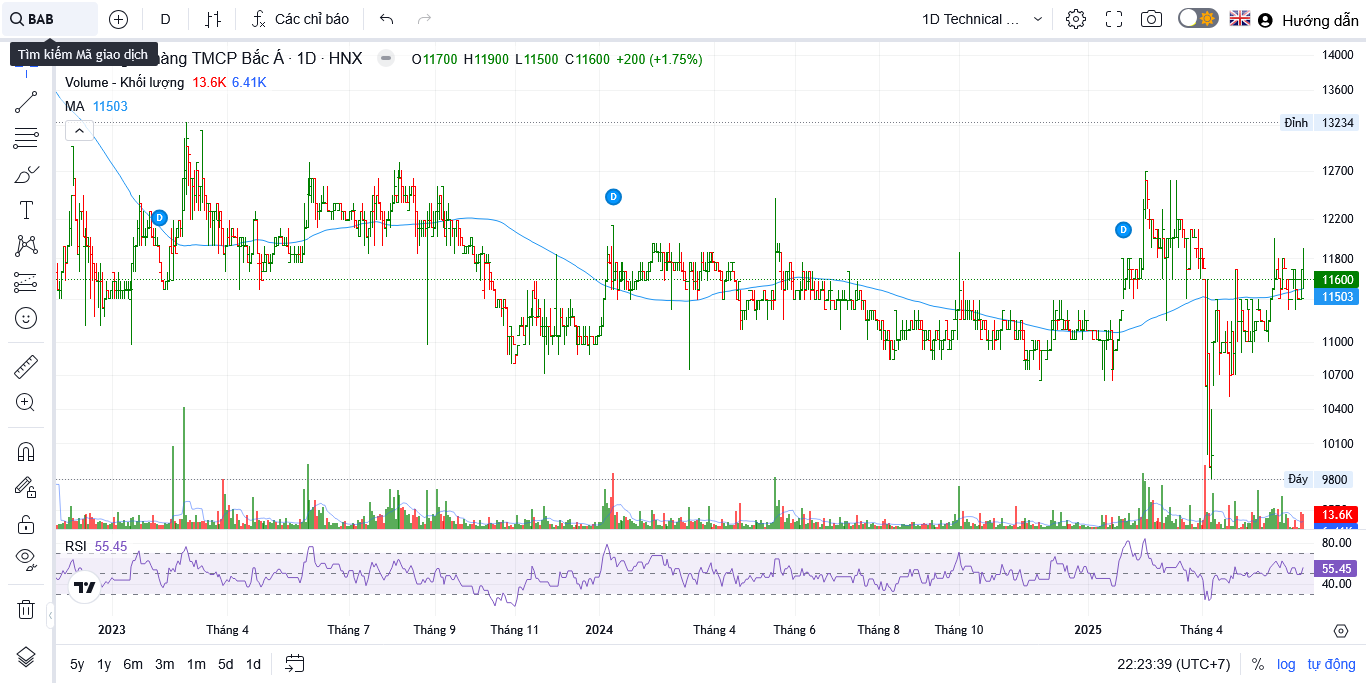 BAB D Các chỉ báo 1D Technical ... Hướng dẫn
Tìm kiếm Mã giao dịch
hàng TMCP Bắc Á · 1D · HNX O11700 H11900 L11500 C11600 +200 (+1.75%)
Volume - Khối lượng 13.6K 6.41K
MA 11503
14000
13600
Đỉnh 13234
12700
12200
11800
11600
11503
11000
10700
10400
10100
Đáy 9800
13.6K
D
D
D
RSI 55.45
80.00
55.45
40.00
2023 Tháng 4 Tháng 7 Tháng 9 Tháng 11 2024 Tháng 4 Tháng 6 Tháng 8 Tháng 10 2025 Tháng 4
5y 1y 6m 3m 1m 5d 1d 22:23:39 (UTC+7) % log tự động